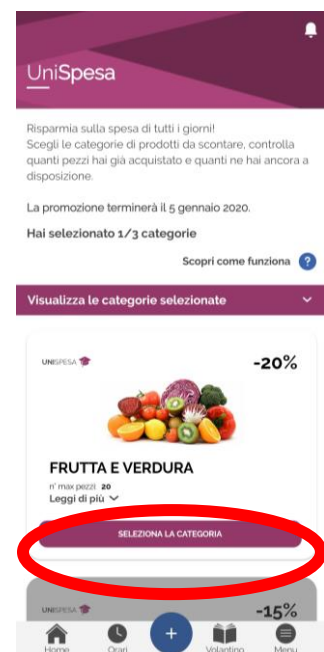 UniSpesa
Risparmia sulla spesa di tutti i giorni!
Scegli le categorie di prodotti da scontare, controlla
quanti pezzi hai già acquistato e quanti ne hai ancora a
disposizione.
La promozione terminerà il 5 gennaio 2020.
Hai selezionato 1/3 categorie
Scopri come funziona ?
Visualizza le categorie selezionate
UNISPESA
-20%
FRUTTA E VERDURA
n° max pezzi: 20
Leggi di più
SELEZIONA LA CATEGORIA
UNISPESA
-15%
Home Orari + Volantino Menu